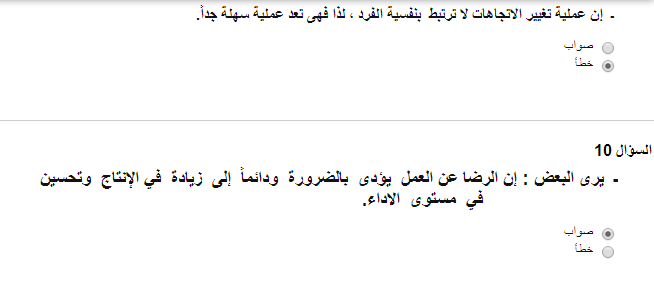 - إن عملية تغيير الاتجاهات لا ترتبط بنفسية الفرد ، لذا فهى تعد عملية سهلة جداً.
صواب
خطأ
السؤال 10
- يرى البعض : إن الرضا عن العمل يؤدى بالضرورة ودائماً إلى زيادة في الإنتاج وتحسين
في مستوى الاداء.
صواب
خطأ